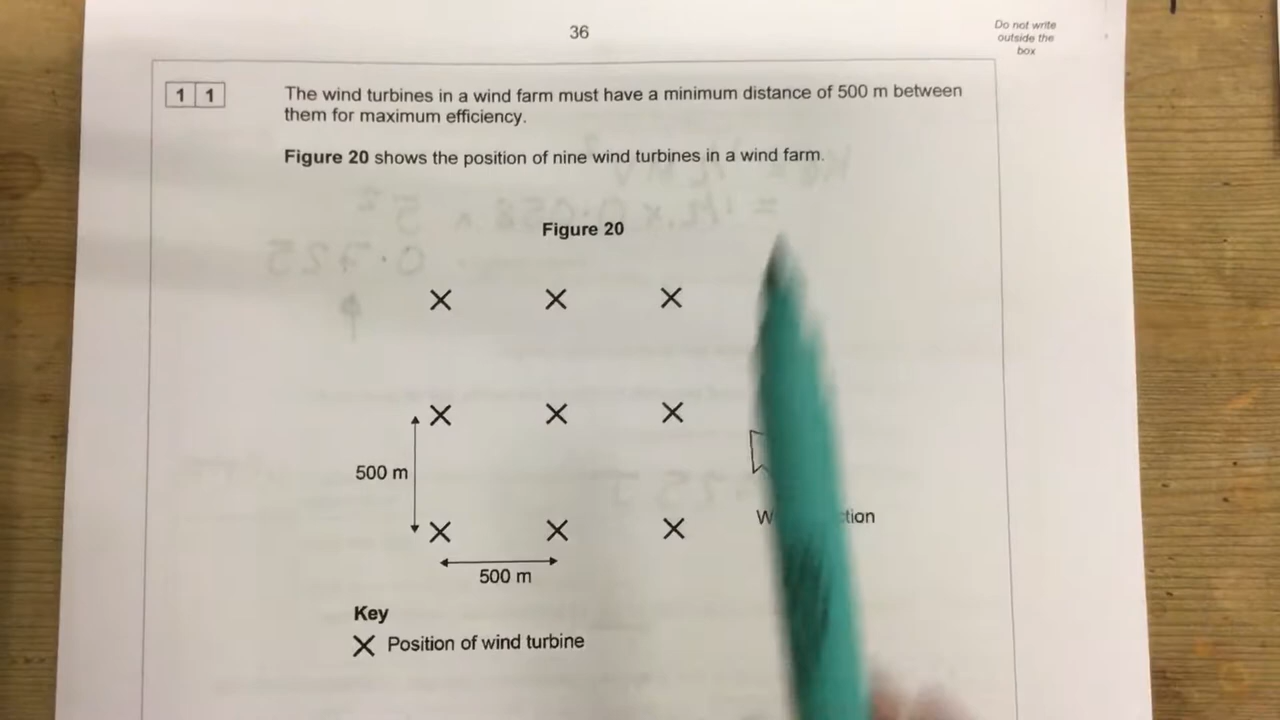 36
Do not write
outside the
box
1 1
The wind turbines in a wind farm must have a minimum distance of 500 m between
them for maximum efficiency.
Figure 20 shows the position of nine wind turbines in a wind farm.
Figure 20
500 m
500 m
Key
Position of wind turbine